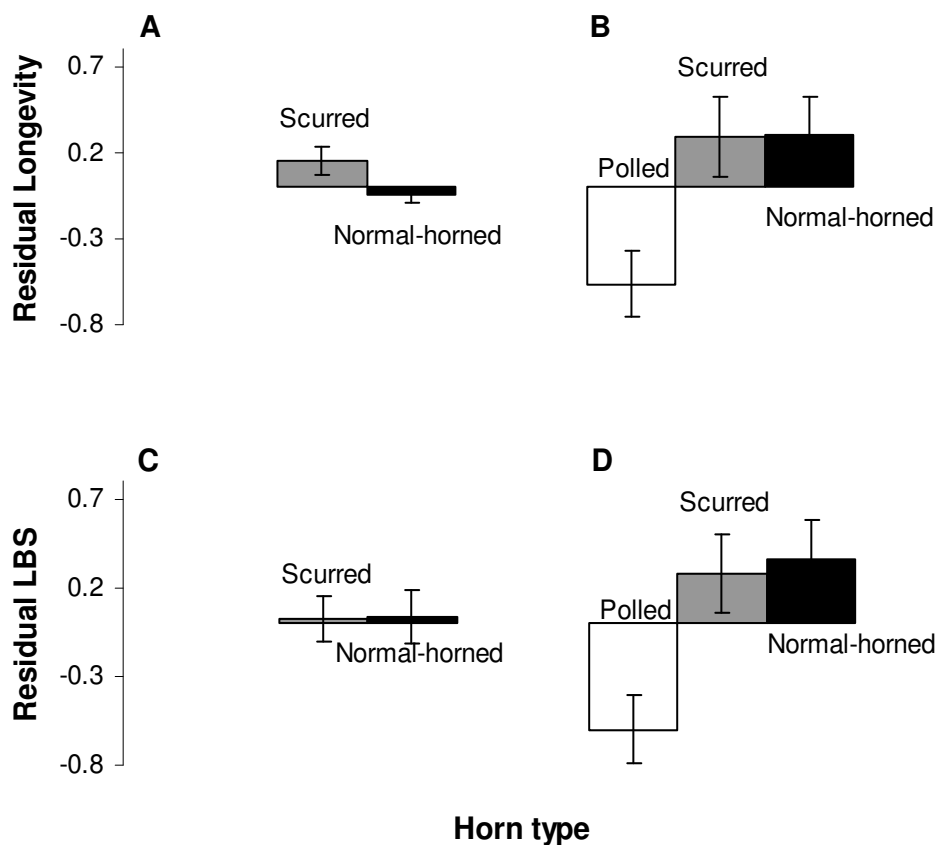 A
B
Residual Longevity
0.7
0.2
-0.3
-0.8
Scurred
Normal-horned
Polled
Scurred
Normal-horned
C
D
Residual LBS
0.7
0.2
-0.3
-0.8
Scurred
Normal-horned
Polled
Scurred
Normal-horned
Horn type